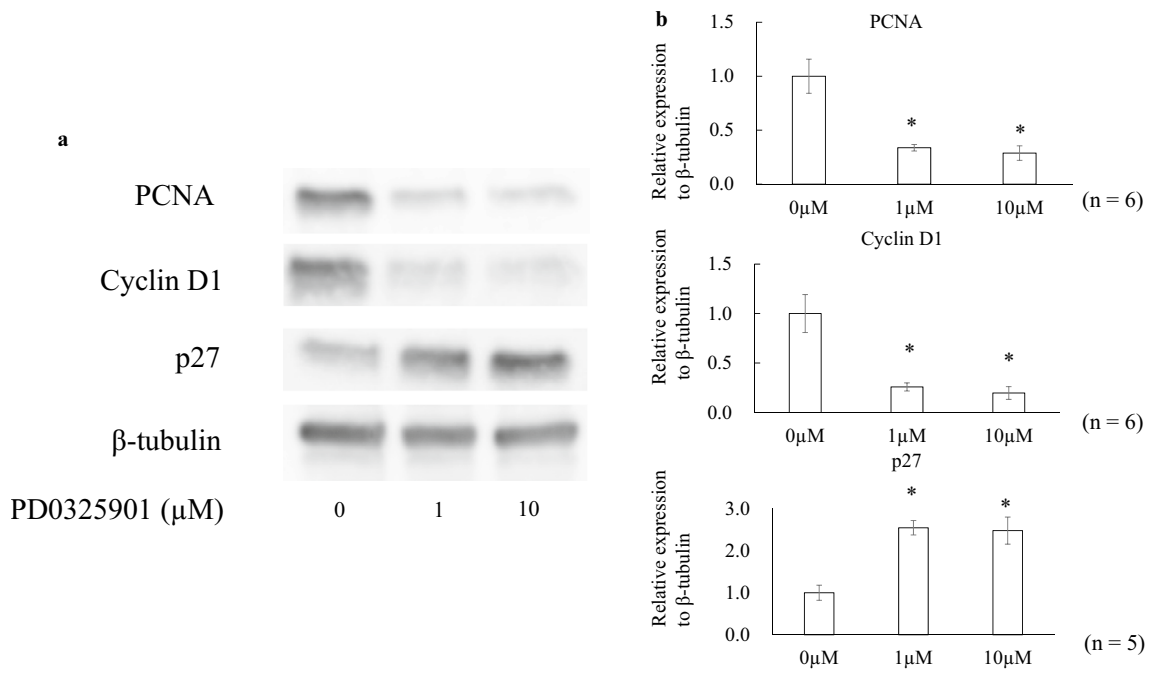 a
PCNA
Cyclin D1
p27
β-tubulin
PD0325901 (µM) 0 1 10
b
PCNA
Relative expression
to β-tubulin
1.5
1.0
0.5
0.0
*
*
0µM 1µM 10µM
(n = 6)
Cyclin D1
Relative expression
to β-tubulin
1.5
1.0
0.5
0.0
*
*
0µM 1µM 10µM
(n = 6)
p27
Relative expression
to β-tubulin
3.0
2.0
1.0
0.0
*
*
0µM 1µM 10µM
(n = 5)